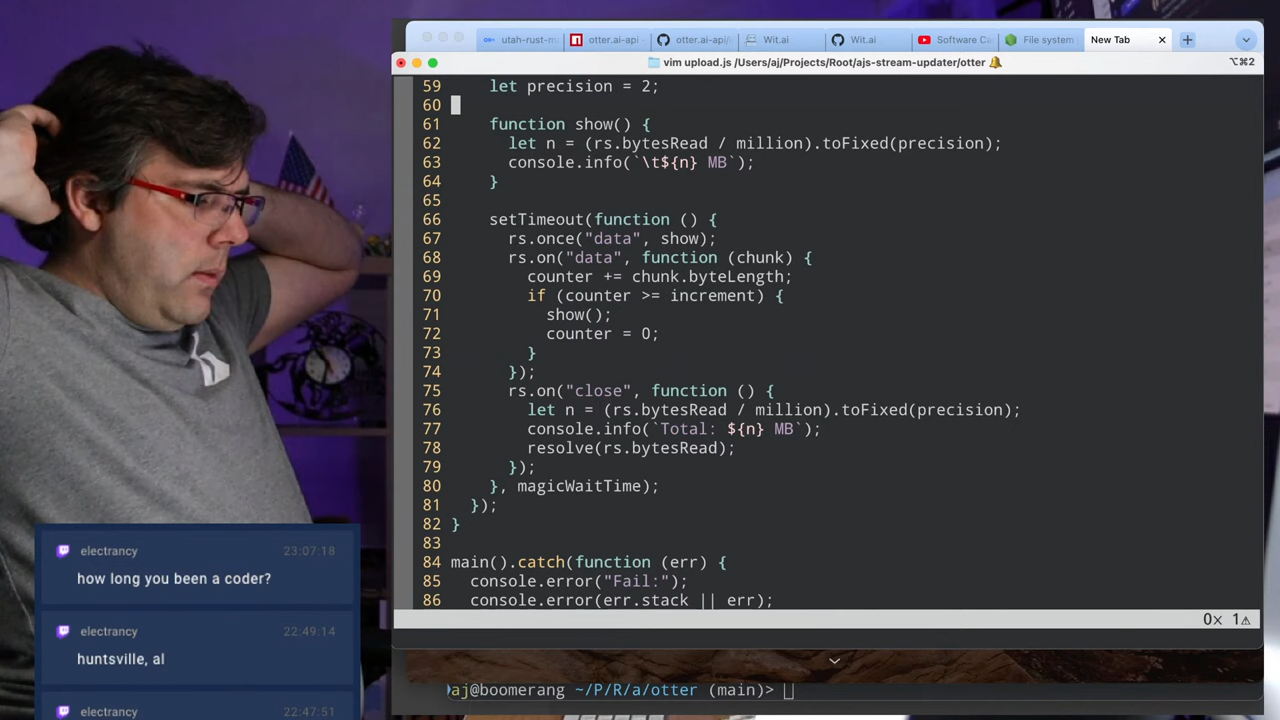 utah-rust-m
otter.ai-api -
otter.ai-api/
Wit.ai
Wit.ai
Software Ca
File system
New Tab
vim upload.js /Users/aj/Projects/Root/ajs-stream-updater/otter
⌥⌘2
59 let precision = 2;
60
61 function show() {
62 let n = (rs.bytesRead / million).toFixed(precision);
63 console.info(`\t${n} MB`);
64 }
65
66 setTimeout(function () {
67 rs.once("data", show);
68 rs.on("data", function (chunk) {
69 counter += chunk.byteLength;
70 if (counter >= increment) {
71 show();
72 counter = 0;
73 }
74 });
75 rs.on("close", function () {
76 let n = (rs.bytesRead / million).toFixed(precision);
77 console.info(`Total: ${n} MB`);
78 resolve(rs.bytesRead);
79 });
80 }, magicWaitTime);
81 });
82 }
83
84 main().catch(function (err) {
85 console.error("Fail:");
86 console.error(err.stack || err);
0× 1⚠
aj@boomerang ~/P/R/a/otter (main)>
electrancy 23:07:18
how long you been a coder?
electrancy 22:49:14
huntsville, al
electrancy 22:47:51